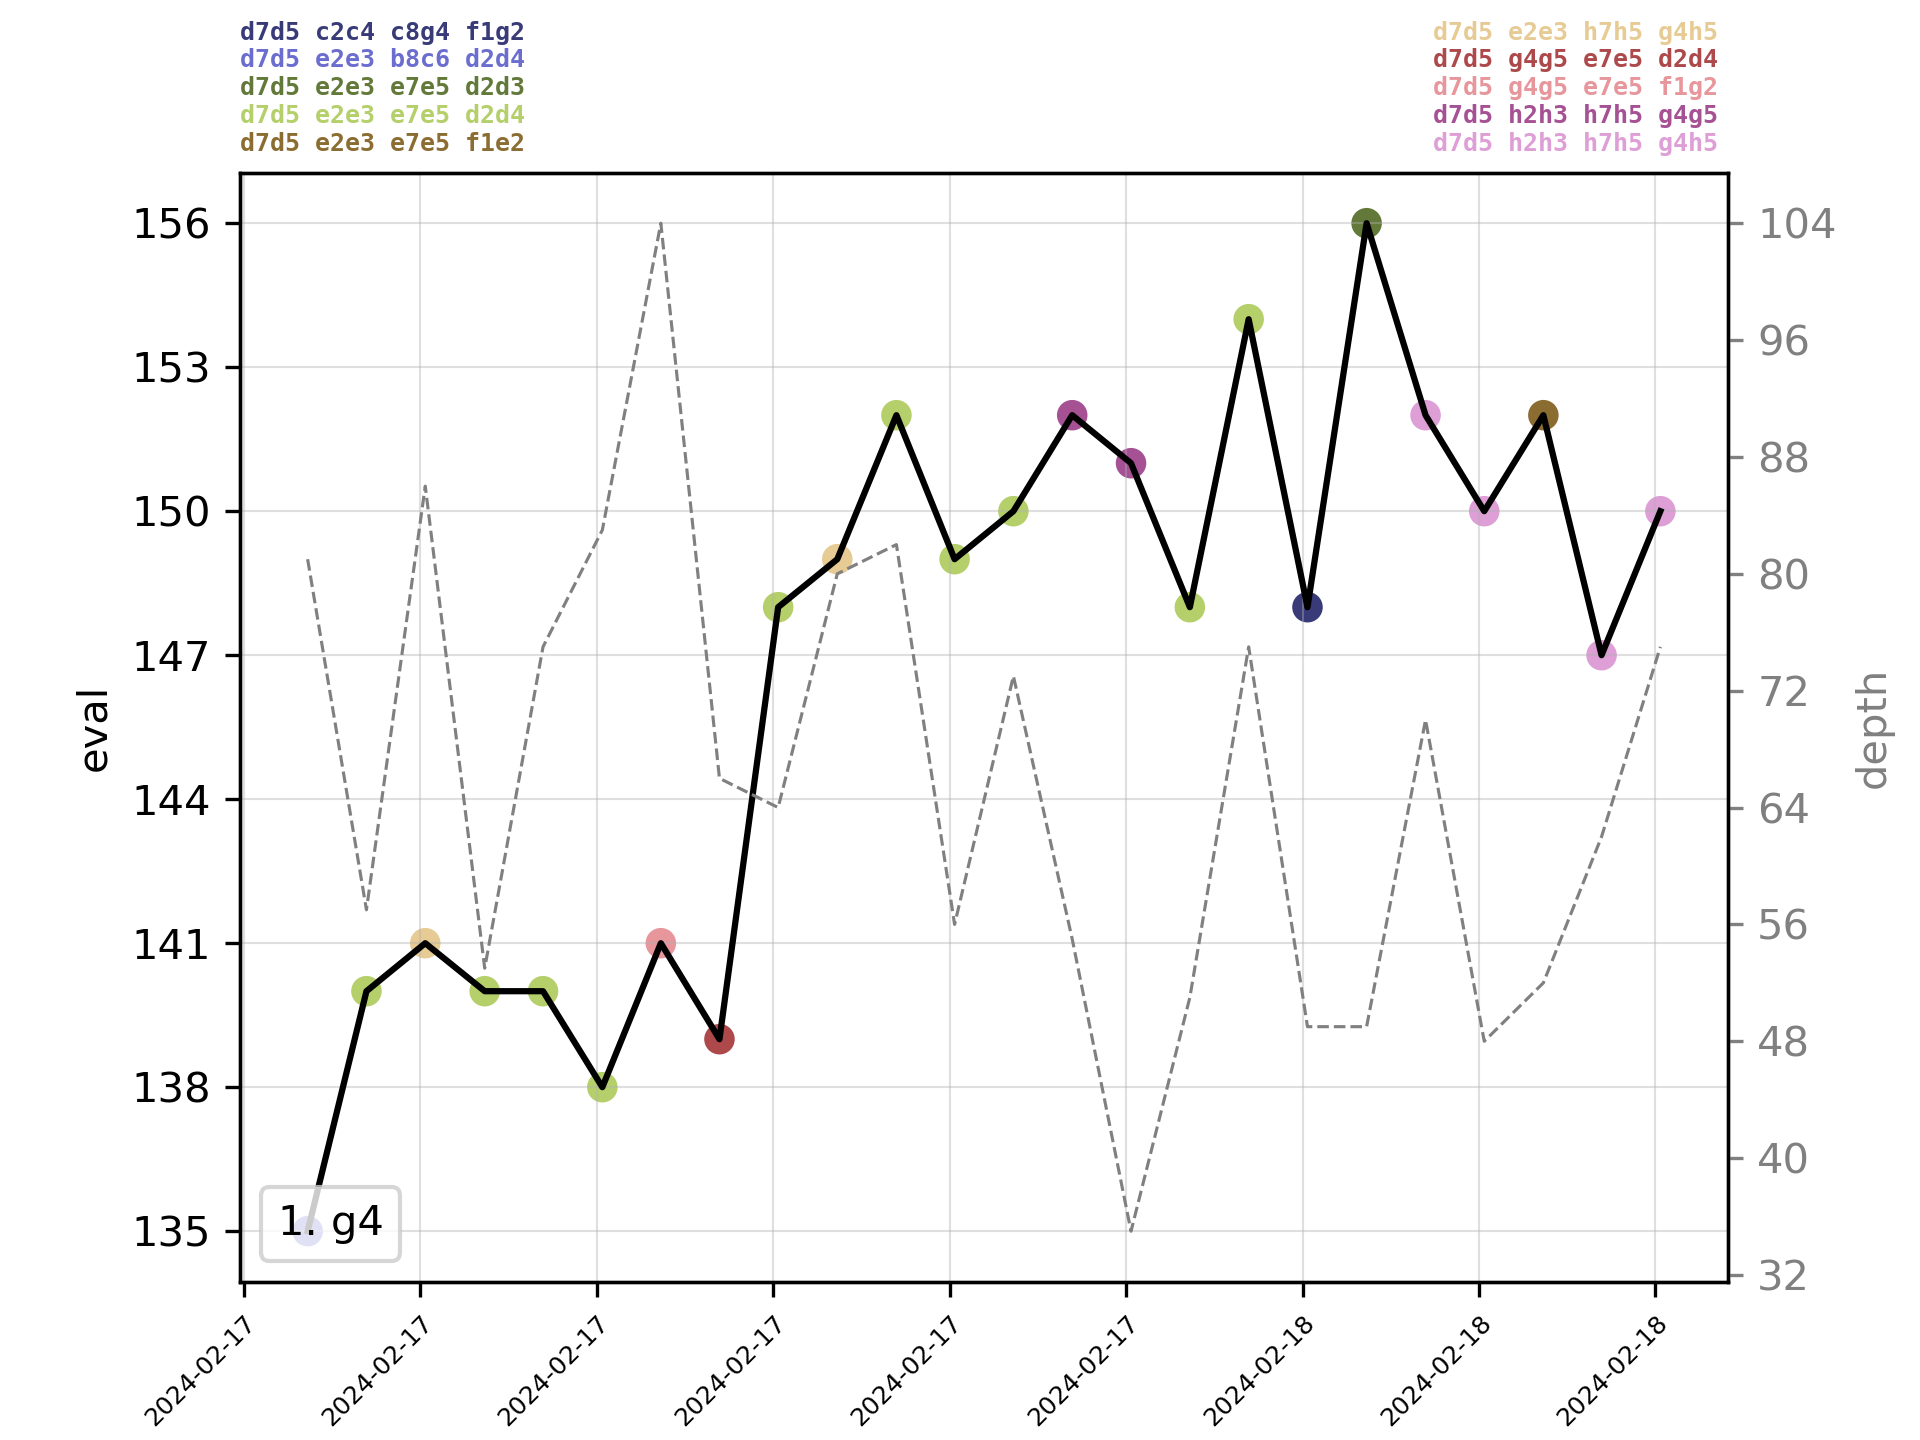 d7d5 c2c4 c8g4 f1g2
d7d5 e2e3 b8c6 d2d4
d7d5 e2e3 e7e5 d2d3
d7d5 e2e3 e7e5 d2d4
d7d5 e2e3 e7e5 f1e2
d7d5 e2e3 h7h5 g4h5
d7d5 g4g5 e7e5 d2d4
d7d5 g4g5 e7e5 f1g2
d7d5 h2h3 h7h5 g4g5
d7d5 h2h3 h7h5 g4h5
156
153
150
147
144
141
138
135
eval
104
96
88
80
72
64
56
48
40
32
depth
1. g4
2024-02-17
2024-02-17
2024-02-17
2024-02-17
2024-02-17
2024-02-17
2024-02-18
2024-02-18
2024-02-18